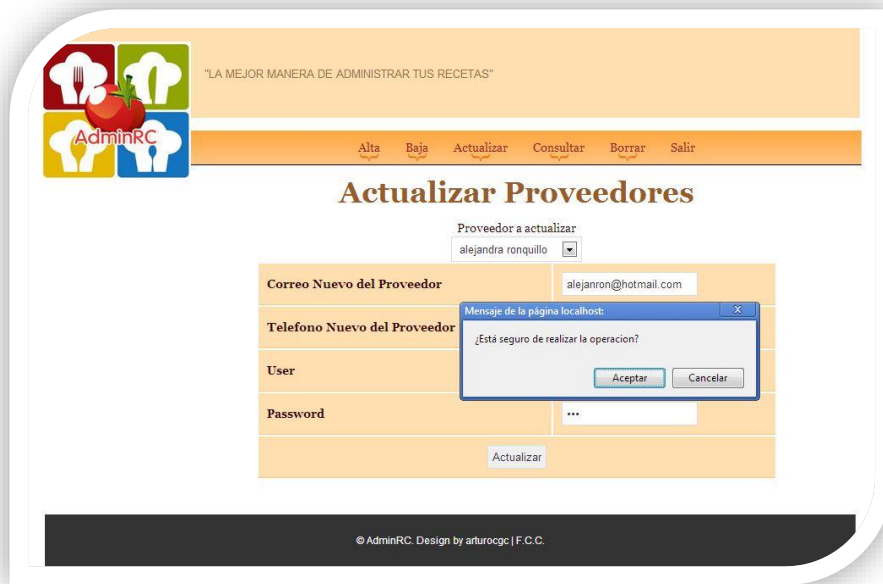 "LA MEJOR MANERA DE ADMINISTRAR TUS RECETAS"
AdminRC
Alta Baja Actualizar Consultar Borrar Salir
Actualizar Proveedores
Proveedor a actualizar
alejandra ronquillo
Correo Nuevo del Proveedor alejanron@hotmail.com
Mensaje de la página localhost: X
Telefono Nuevo del Proveedor
¿Está seguro de realizar la operacion?
User
Aceptar Cancelar
Password •••
Actualizar
© AdminRC. Design by arturocgc | F.C.C.